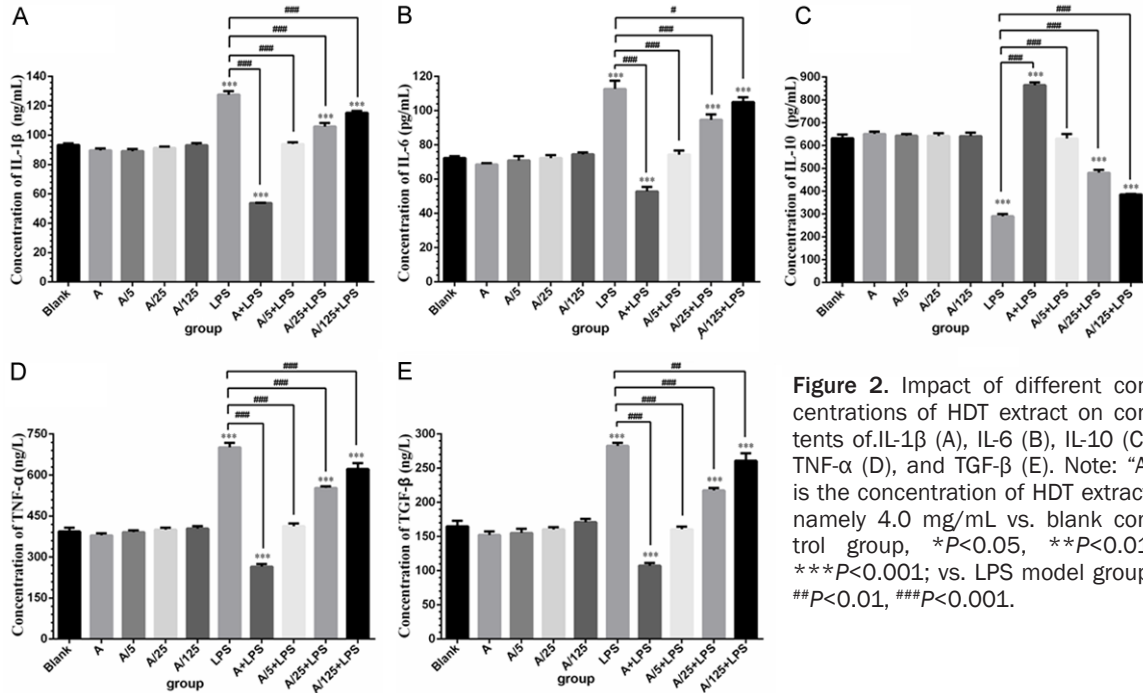 A
###
###
###
###
***
***
***
***
Concentration of IL-1β (ng/mL)
140
120
100
80
60
40
20
0
Blank
A
A/5
A/25
A/125
LPS
A+LPS
A/5+LPS
A/25+LPS
A/125+LPS
group
B
#
###
###
###
***
***
***
***
Concentration of IL-6 (pg/mL)
120
100
80
60
40
20
0
Blank
A
A/5
A/25
A/125
LPS
A+LPS
A/5+LPS
A/25+LPS
A/125+LPS
group
C
###
###
###
###
***
***
***
***
Concentration of IL-10 (pg/mL)
900
800
700
600
500
400
300
200
100
0
Blank
A
A/5
A/25
A/125
LPS
A+LPS
A/5+LPS
A/25+LPS
A/125+LPS
group
D
###
###
###
###
***
***
***
***
Concentration of TNF-α (ng/L)
750
600
450
300
150
0
Blank
A
A/5
A/25
A/125
LPS
A+LPS
A/5+LPS
A/25+LPS
A/125+LPS
group
E
##
###
###
###
***
***
***
***
Concentration of TGF-β (ng/L)
300
250
200
150
100
50
0
Blank
A
A/5
A/25
A/125
LPS
A+LPS
A/5+LPS
A/25+LPS
A/125+LPS
group
Figure 2. Impact of different con
centrations of HDT extract on con
tents of.IL-1β (A), IL-6 (B), IL-10 (C
TNF-α (D), and TGF-β (E). Note: “A
is the concentration of HDT extract
namely 4.0 mg/mL vs. blank con
trol group, *P<0.05, **P<0.01
***P<0.001; vs. LPS model group
##P<0.01, ###P<0.001.